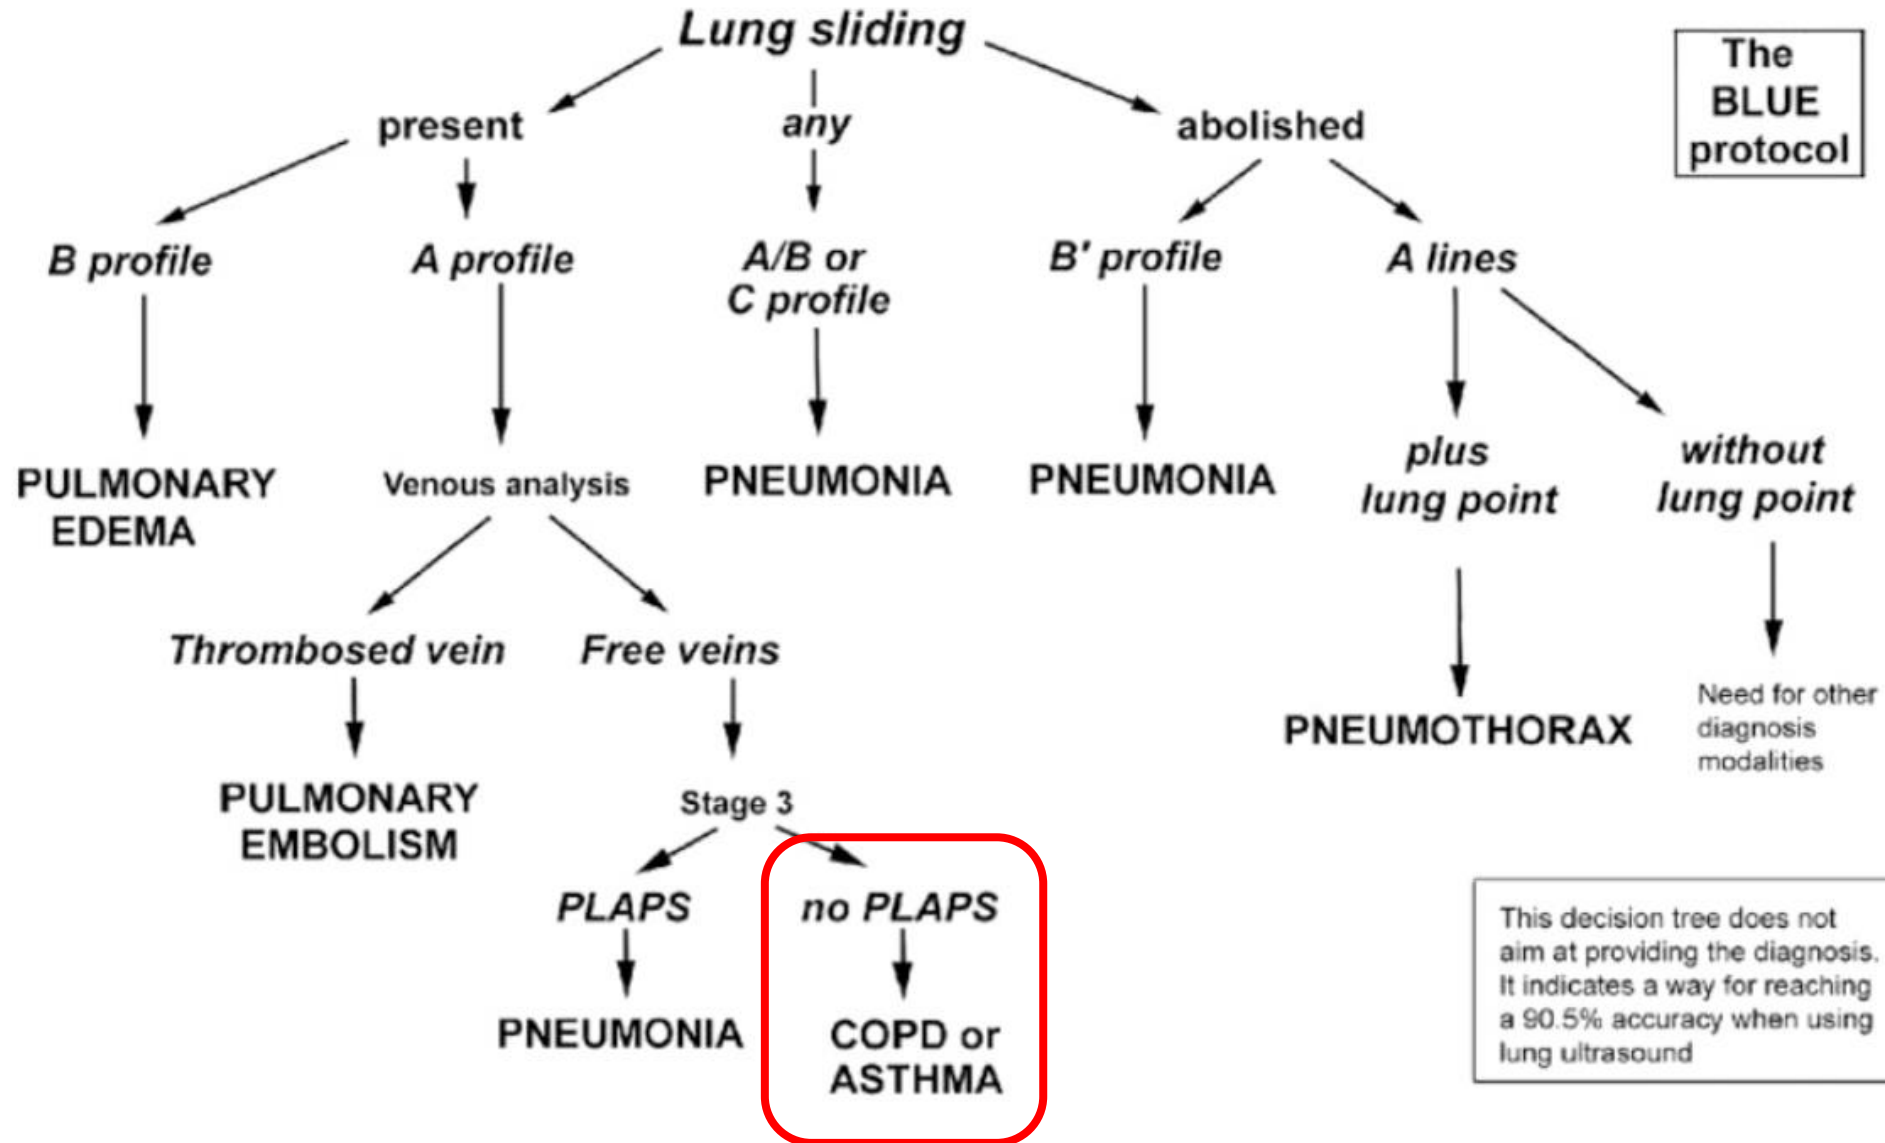 Lung sliding
The
BLUE
protocol
present
any
abolished
B profile
A profile
A/B or
C profile
B' profile
A lines
PULMONARY
EDEMA
Venous analysis
PNEUMONIA
PNEUMONIA
plus
lung point
without
lung point
Thrombosed vein
Free veins
PNEUMOTHORAX
Need for other
diagnosis
modalities
PULMONARY
EMBOLISM
Stage 3
PLAPS
no PLAPS
PNEUMONIA
COPD or
ASTHMA
This decision tree does not
aim at providing the diagnosis.
It indicates a way for reaching
a 90.5% accuracy when using
lung ultrasound